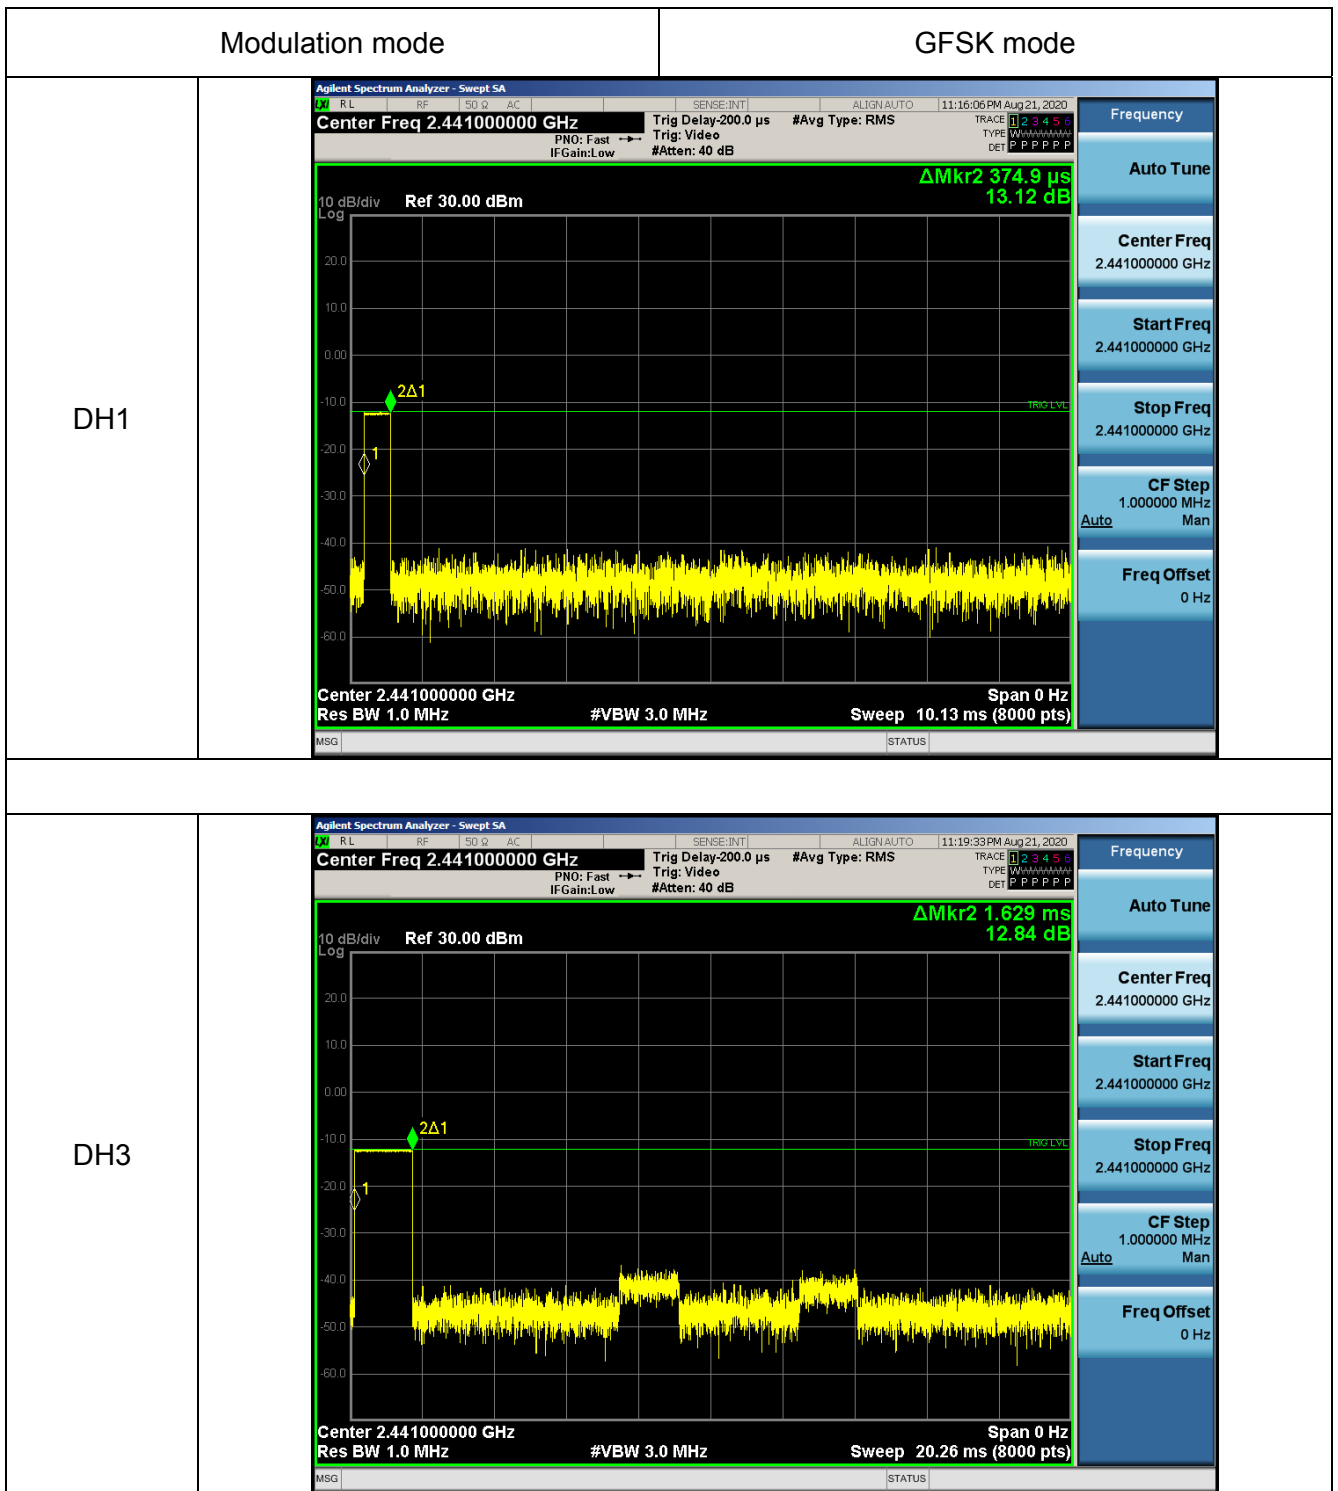 Modulation mode GFSK mode
DH1
Agilent Spectrum Analyzer - Swept SA
LXI RL RF 50 Ω AC SENSE:INT ALIGN AUTO 11:16:06 PM Aug 21, 2020
Center Freq 2.441000000 GHz Trig Delay-200.0 µs #Avg Type: RMS TRACE 1 2 3 4 5 6
PNO: Fast Trig: Video TYPE W
IFGain:Low #Atten: 40 dB DET P P P P P P
ΔMkr2 374.9 µs
13.12 dB
10 dB/div Ref 30.00 dBm
Log
20.0
10.0
0.00
-10.0
-20.0
-30.0
-40.0
-50.0
-60.0
2Δ1
1
TRIG LVL
Center 2.441000000 GHz Span 0 Hz
Res BW 1.0 MHz #VBW 3.0 MHz Sweep 10.13 ms (8000 pts)
MSG STATUS
Frequency
Auto Tune
Center Freq
2.441000000 GHz
Start Freq
2.441000000 GHz
Stop Freq
2.441000000 GHz
CF Step
1.000000 MHz
Auto Man
Freq Offset
0 Hz
DH3
Agilent Spectrum Analyzer - Swept SA
LXI RL RF 50 Ω AC SENSE:INT ALIGN AUTO 11:19:33 PM Aug 21, 2020
Center Freq 2.441000000 GHz Trig Delay-200.0 µs #Avg Type: RMS TRACE 1 2 3 4 5 6
PNO: Fast Trig: Video TYPE W
IFGain:Low #Atten: 40 dB DET P P P P P P
ΔMkr2 1.629 ms
12.84 dB
10 dB/div Ref 30.00 dBm
Log
20.0
10.0
0.00
-10.0
-20.0
-30.0
-40.0
-50.0
-60.0
2Δ1
1
TRIG LVL
Center 2.441000000 GHz Span 0 Hz
Res BW 1.0 MHz #VBW 3.0 MHz Sweep 20.26 ms (8000 pts)
MSG STATUS
Frequency
Auto Tune
Center Freq
2.441000000 GHz
Start Freq
2.441000000 GHz
Stop Freq
2.441000000 GHz
CF Step
1.000000 MHz
Auto Man
Freq Offset
0 Hz